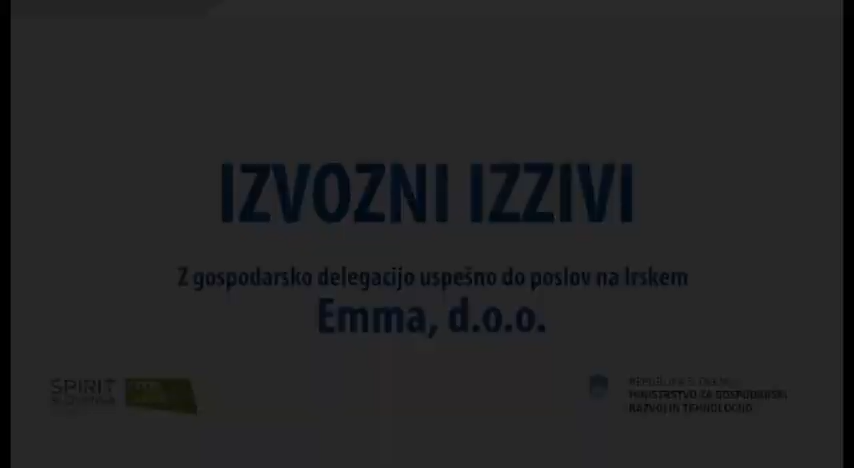 IZVOZNI IZZIVI
Z gospodarsko delegacijo uspešno do poslov na Irskem
Emma, d.o.o.
SPIRIT
SLOVENIJA
REPUBLIKA SLOVENIJA
MINISTRSTVO ZA GOSPODARSKI
RAZVOJ IN TEHNOLOGIJO